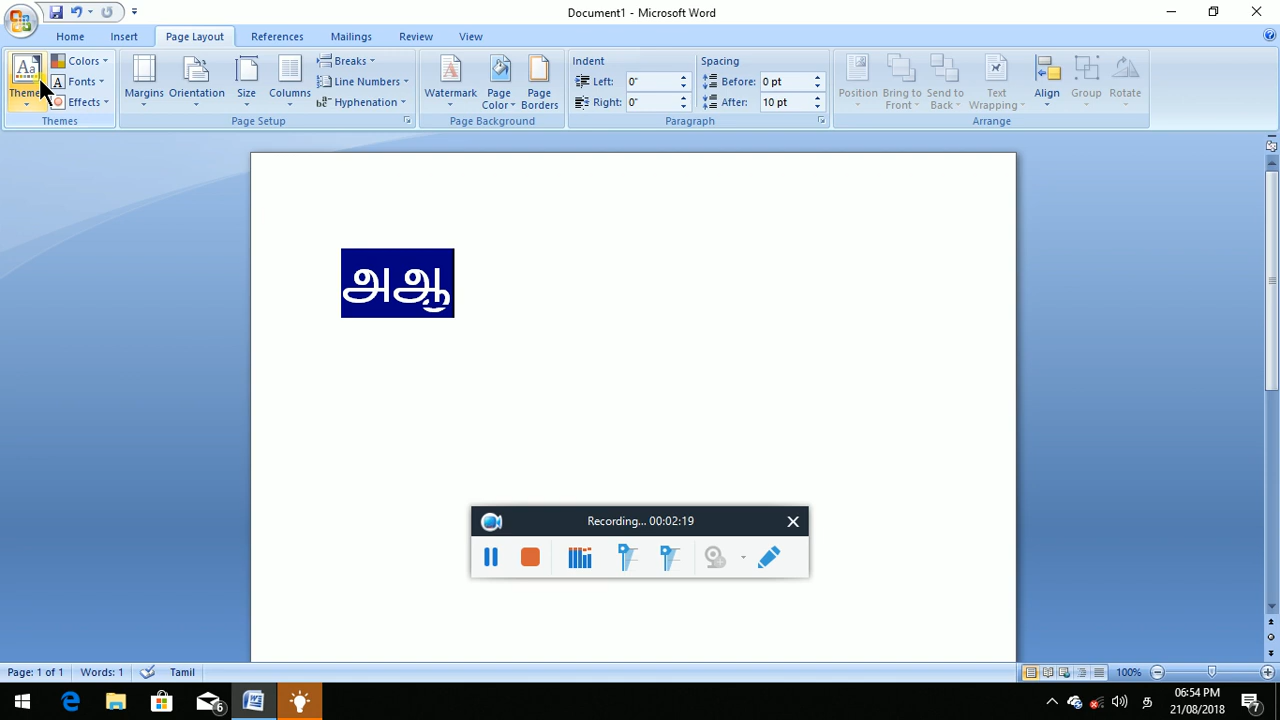 Document1 - Microsoft Word
Home Insert Page Layout References Mailings Review View
Themes Colors Fonts Effects
Margins Orientation Size Columns Breaks Line Numbers Hyphenation
Watermark Page Color Page Borders
Indent Left: 0" Right: 0"
Spacing Before: 0 pt After: 10 pt
Position Bring to Front Send to Back Text Wrapping Align Group Rotate
Themes Page Setup Page Background Paragraph Arrange
அஆ
Recording... 00:02:19
Page: 1 of 1 Words: 1 Tamil 100%
6
06:54 PM
21/08/2018
7